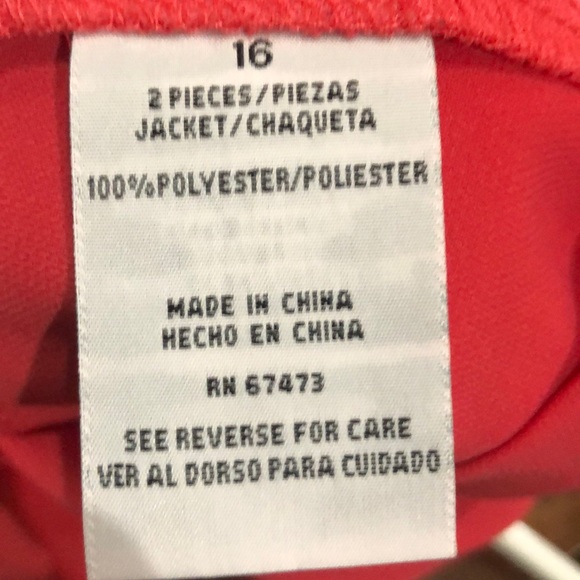 16
2 PIECES/PIEZAS
JACKET/CHAQUETA
100%POLYESTER/POLIESTER
MADE IN CHINA
HECHO EN CHINA
RN 67473
SEE REVERSE FOR CARE
VER AL DORSO PARA CUIDADO